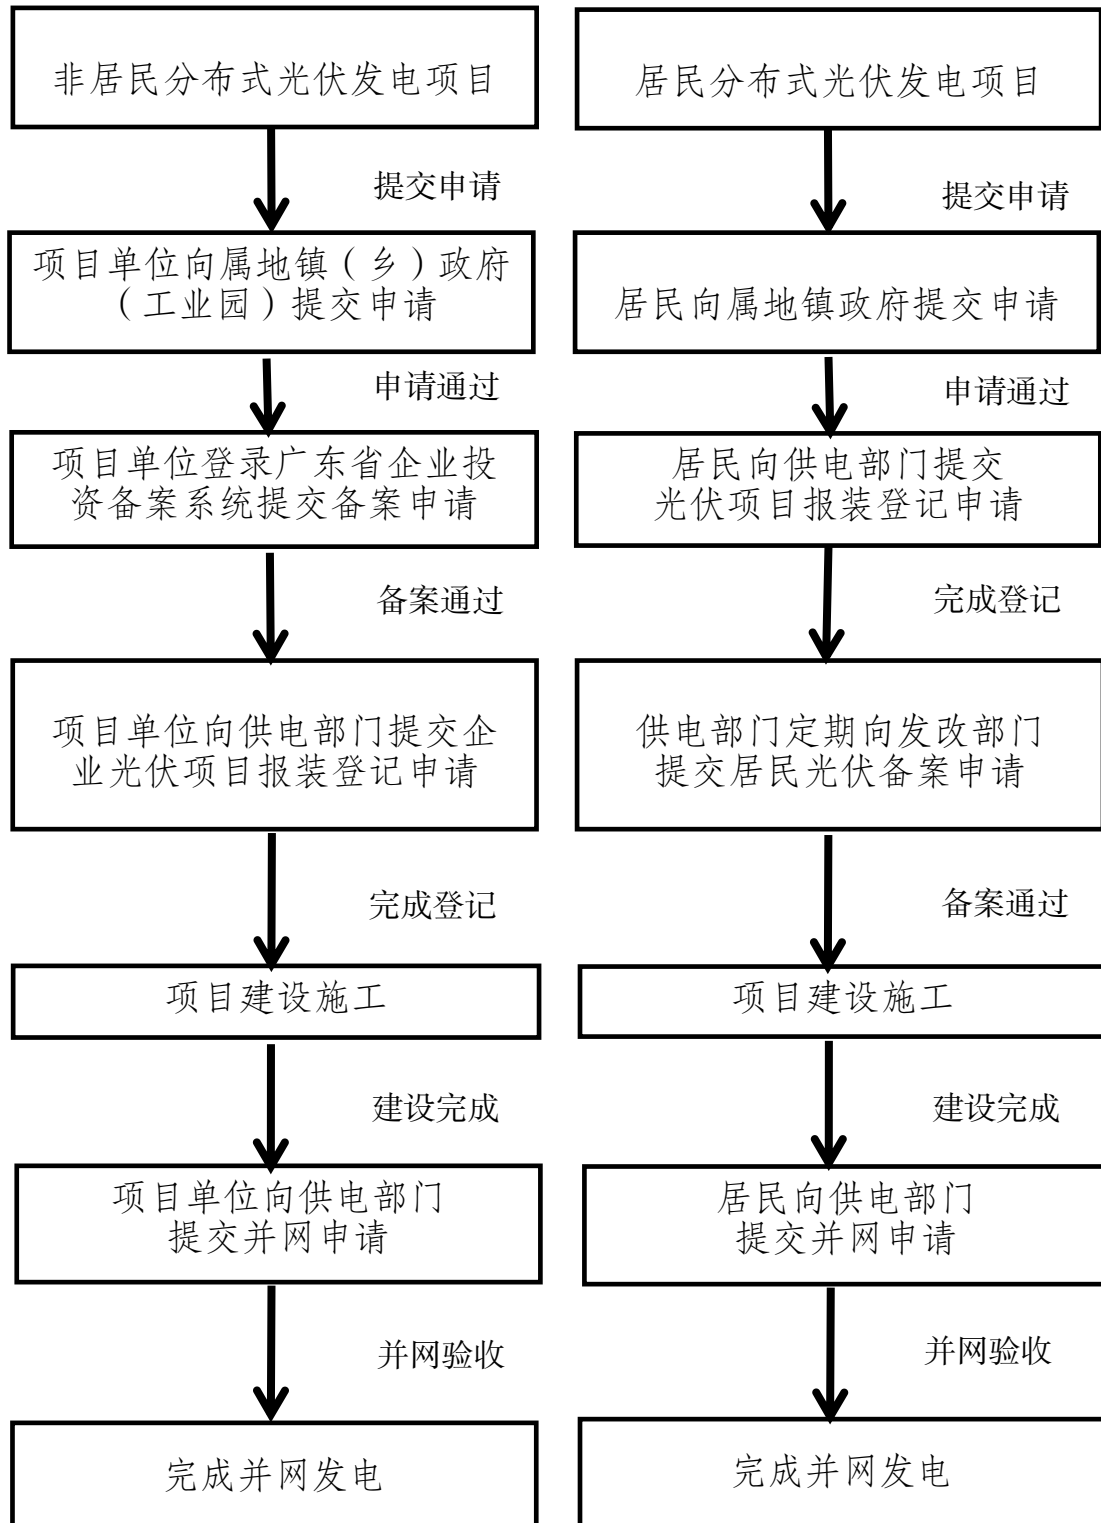 非居民分布式光伏发电项目
提交申请
项目单位向属地镇（乡）政府
（工业园）提交申请
申请通过
项目单位登录广东省企业投
资备案系统提交备案申请
备案通过
项目单位向供电部门提交企
业光伏项目报装登记申请
完成登记
项目建设施工
建设完成
项目单位向供电部门
提交并网申请
并网验收
完成并网发电
居民分布式光伏发电项目
提交申请
居民向属地镇政府提交申请
申请通过
居民向供电部门提交
光伏项目报装登记申请
完成登记
供电部门定期向发改部门
提交居民光伏备案申请
备案通过
项目建设施工
建设完成
居民向供电部门
提交并网申请
并网验收
完成并网发电